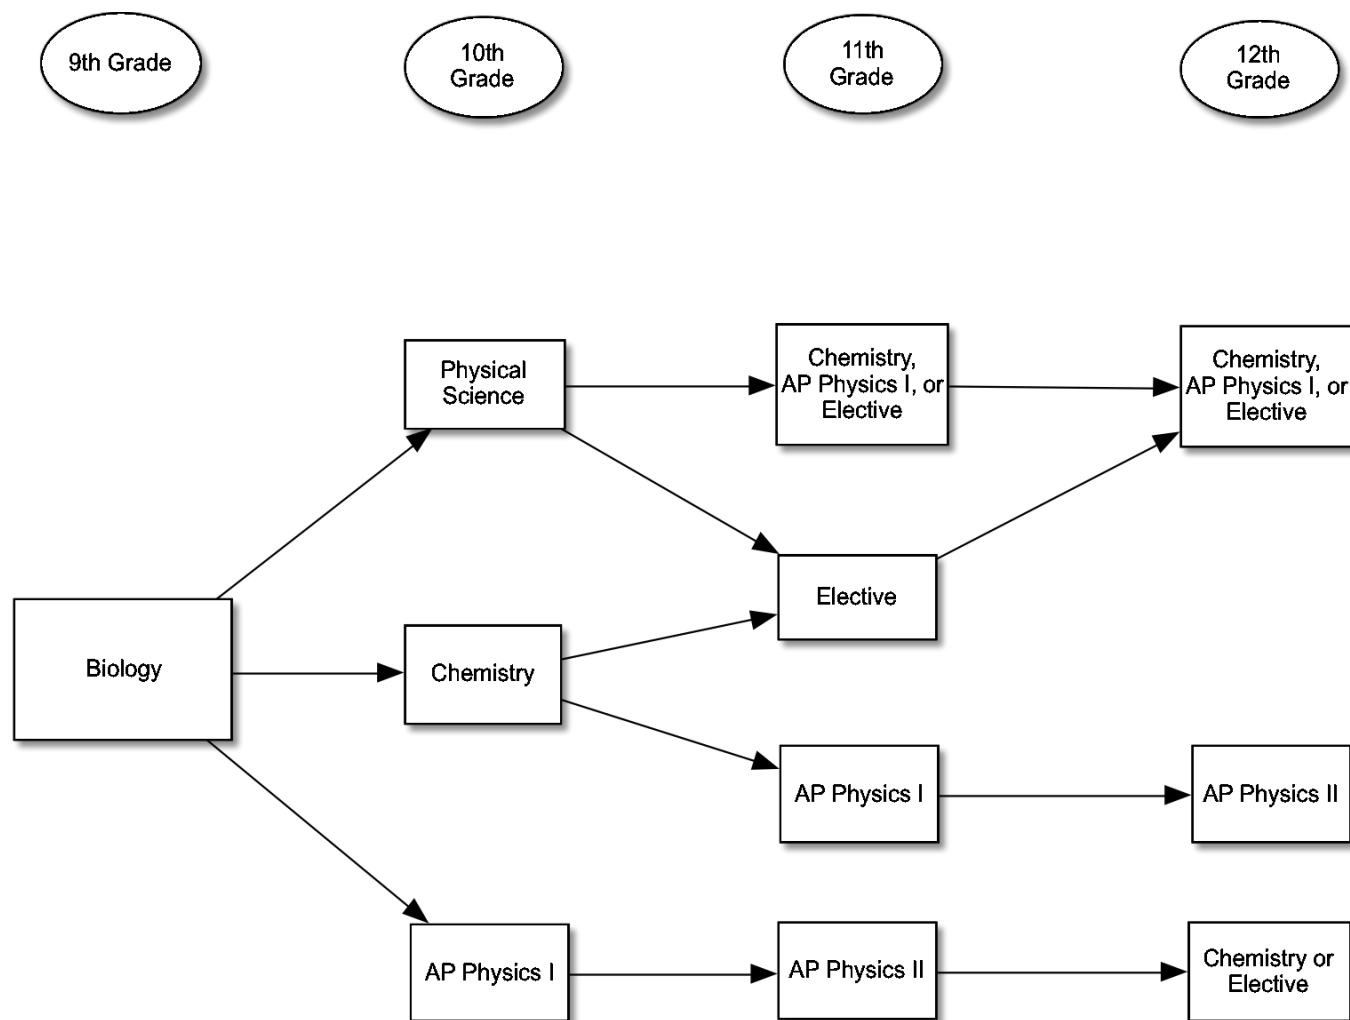 9th Grade
10th
Grade
11th
Grade
12th
Grade
Physical
Science
Chemistry,
AP Physics I, or
Elective
Chemistry,
AP Physics I, or
Elective
Biology
Chemistry
Elective
AP Physics I
AP Physics II
AP Physics I
AP Physics II
Chemistry or
Elective